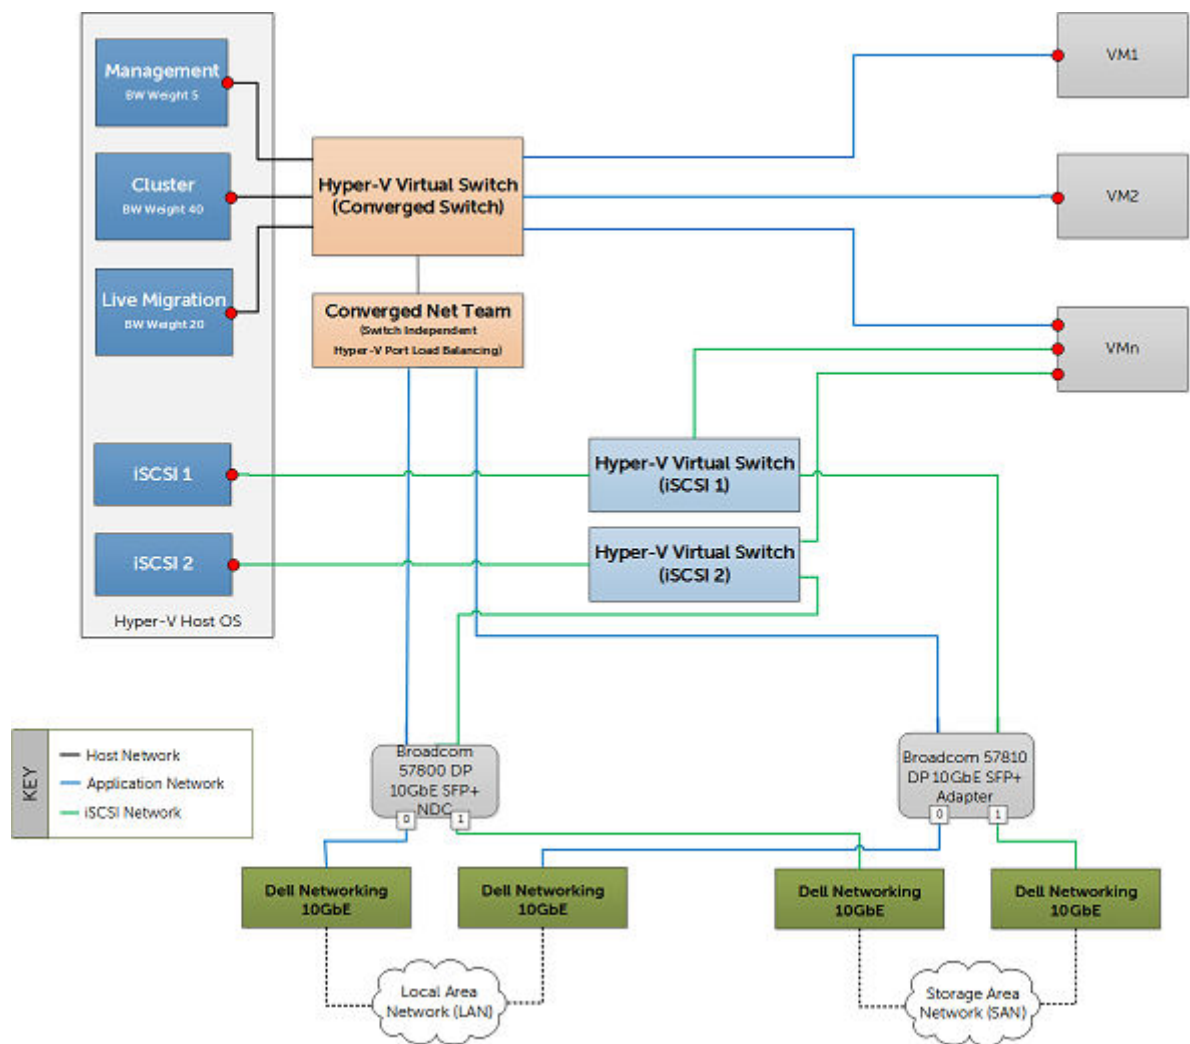 Management
BW Weight 5
Cluster
BW Weight 40
Live Migration
BW Weight 20
iSCSI 1
iSCSI 2
Hyper-V Host OS
Hyper-V Virtual Switch
(Converged Switch)
Converged Net Team
(Switch Independent
Hyper-V Port Load Balancing)
VM1
VM2
VMn
Hyper-V Virtual Switch
(iSCSI 1)
Hyper-V Virtual Switch
(iSCSI 2)
KEY
Host Network
Application Network
iSCSI Network
Broadcom
57800 DP
10GbE SFP+
NDC
0
1
Broadcom 57810
DP 10GbE SFP+
Adapter
0
1
Dell Networking
10GbE
Dell Networking
10GbE
Dell Networking
10GbE
Dell Networking
10GbE
Local Area
Network (LAN)
Storage Area
Network (SAN)